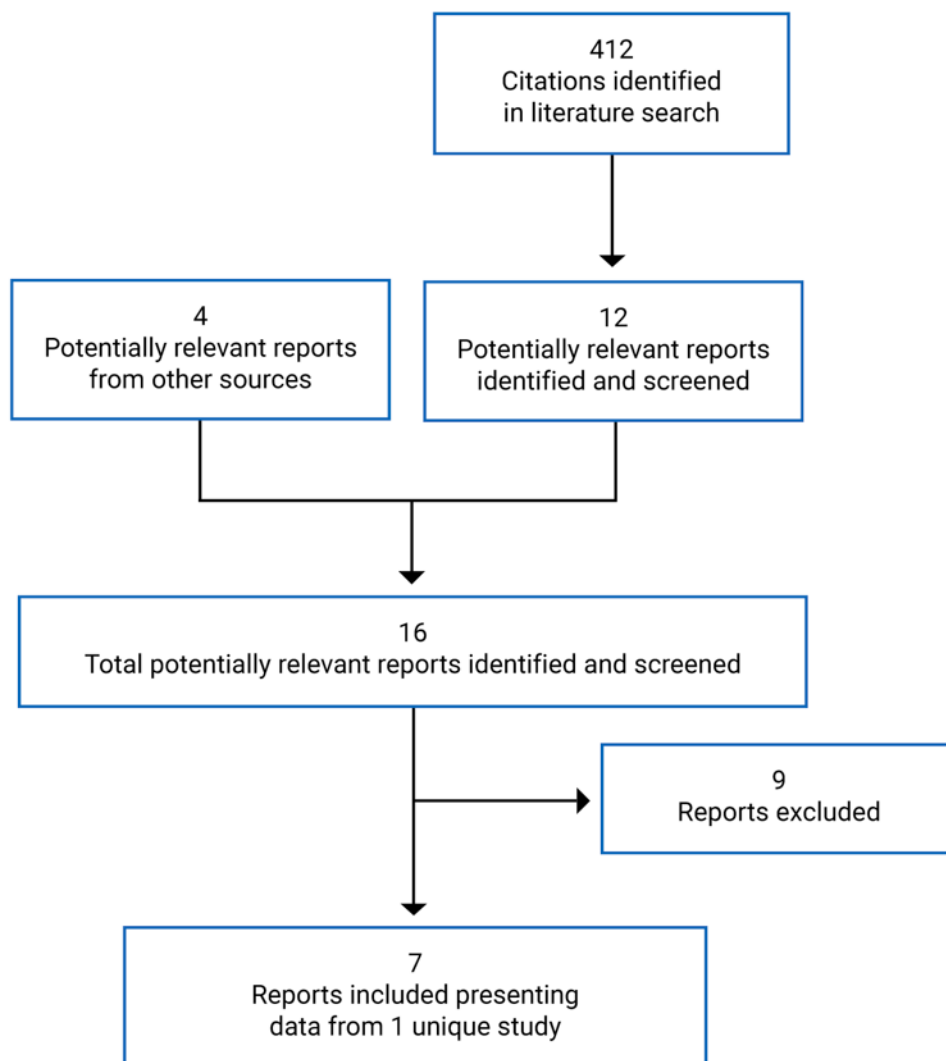 412
Citations identified
in literature search
4
Potentially relevant reports
from other sources
12
Potentially relevant reports
identified and screened
16
Total potentially relevant reports identified and screened
9
Reports excluded
7
Reports included presenting
data from 1 unique study